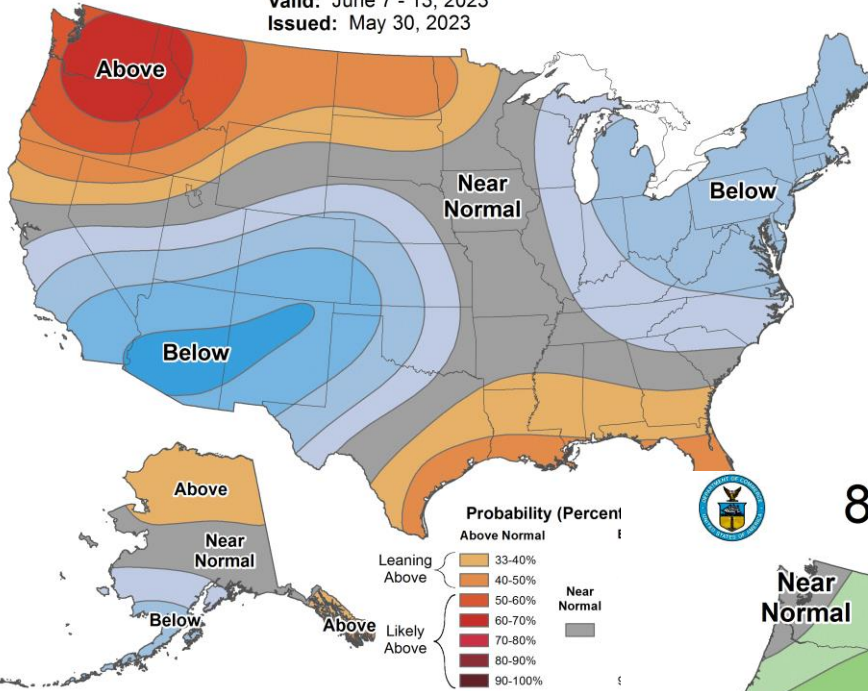 Valid: June 7 - 13, 2023
Issued: May 30, 2023
Above
Near
Normal
Below
Below
Above
Near
Normal
Below
Above
Probability (Percent
Above Normal
Leaning
Above
33-40%
40-50%
Likely
Above
50-60%
60-70%
70-80%
80-90%
90-100%
Near
Normal
8
Near
Normal